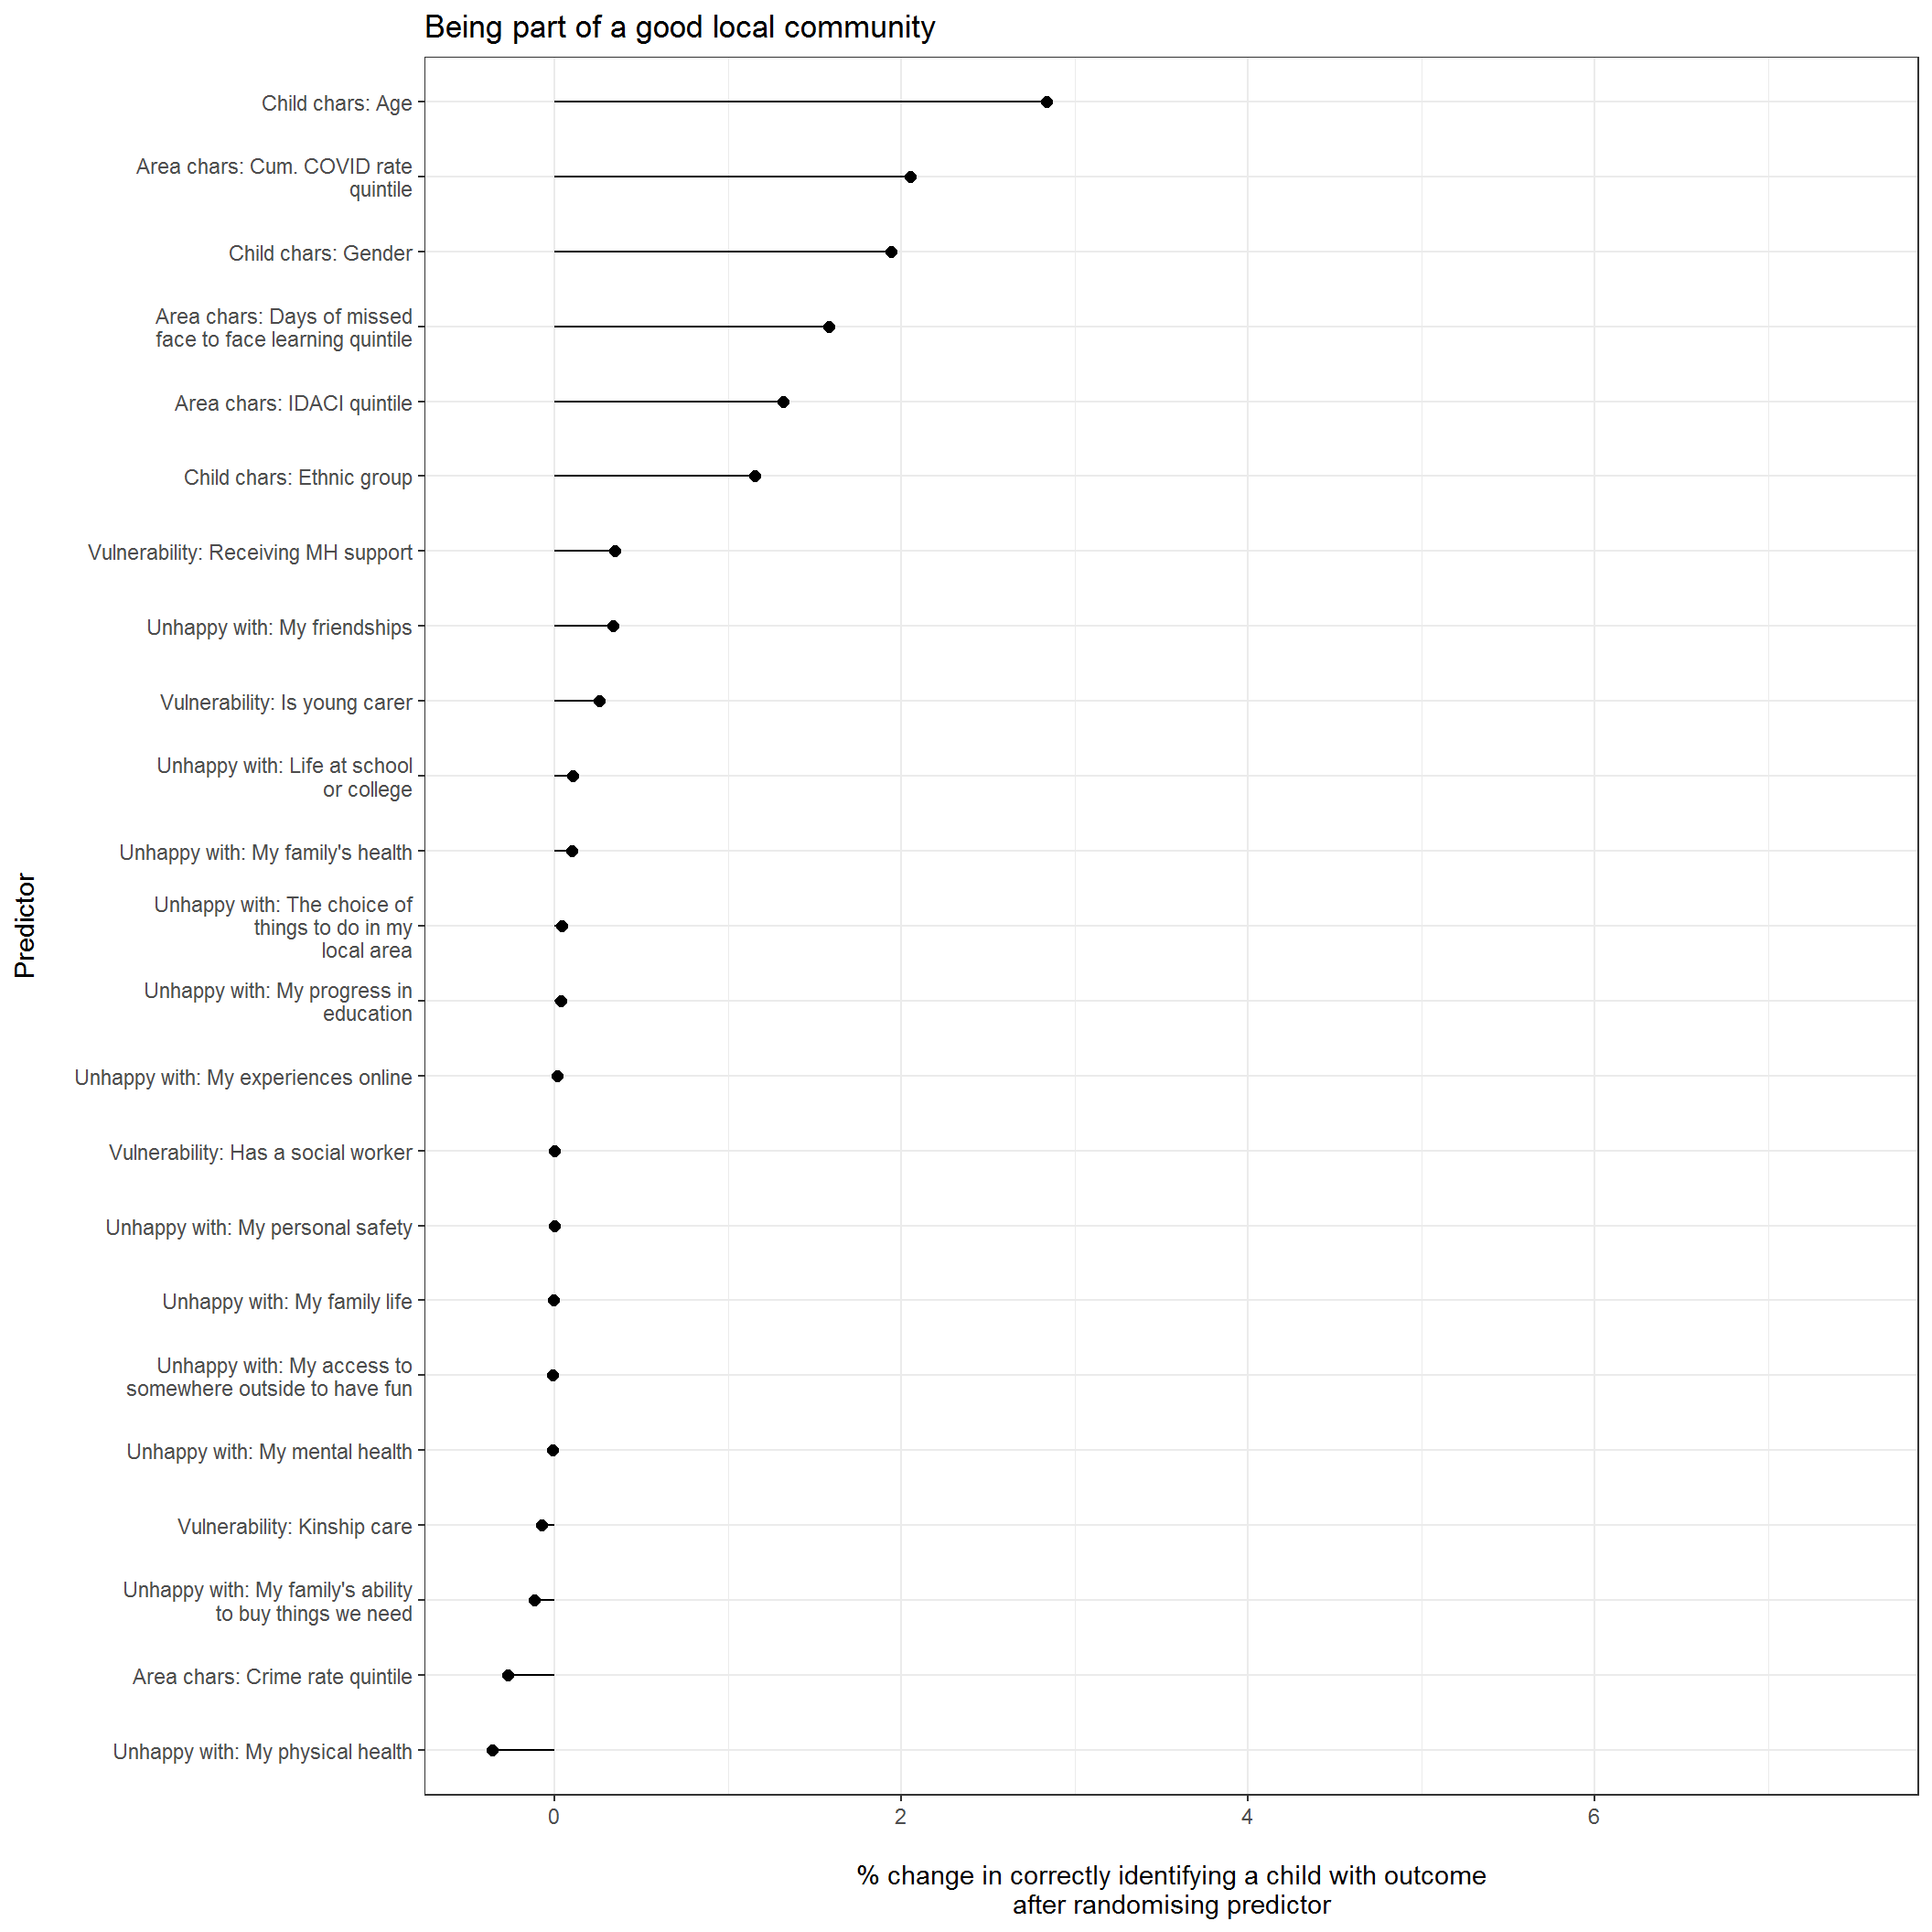 Being part of a good local community
Child chars: Age
Area chars: Cum. COVID rate
quintile
Child chars: Gender
Area chars: Days of missed
face to face learning quintile
Area chars: IDACI quintile
Child chars: Ethnic group
Vulnerability: Receiving MH support
Unhappy with: My friendships
Vulnerability: Is young carer
Unhappy with: Life at school
or college
Unhappy with: My family's health
Unhappy with: The choice of
things to do in my
local area
Unhappy with: My progress in
education
Unhappy with: My experiences online
Vulnerability: Has a social worker
Unhappy with: My personal safety
Unhappy with: My family life
Unhappy with: My access to
somewhere outside to have fun
Unhappy with: My mental health
Vulnerability: Kinship care
Unhappy with: My family's ability
to buy things we need
Area chars: Crime rate quintile
Unhappy with: My physical health
Predictor
0 2 4 6
% change in correctly identifying a child with outcome
after randomising predictor